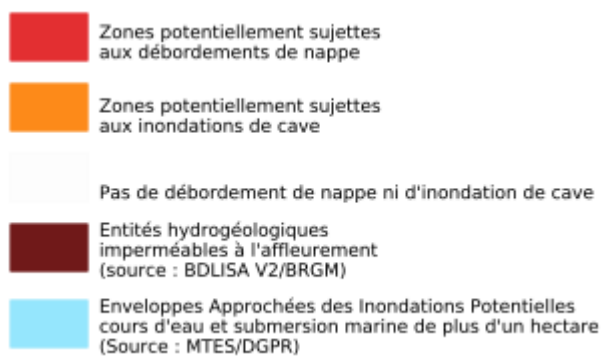 Zones potentiellement sujettes
aux débordements de nappe
Zones potentiellement sujettes
aux inondations de cave
Pas de débordement de nappe ni d'inondation de cave
Entités hydrogéologiques
imperméables à l'affleurement
(source : BDLISA V2/BRGM)
Enveloppes Approchées des Inondations Potentielles
cours d'eau et submersion marine de plus d'un hectare
(Source : MTES/DGPR)